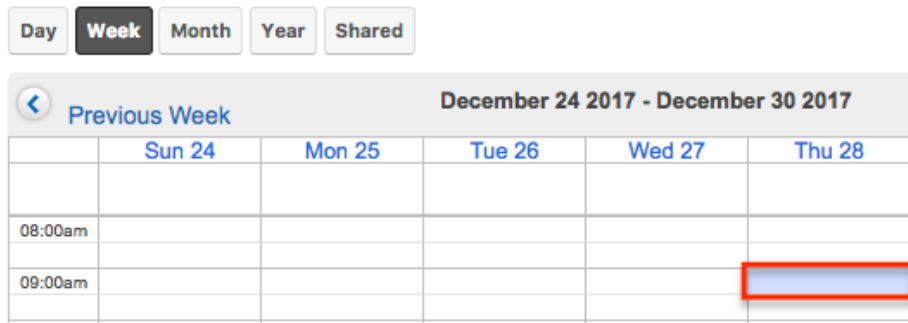 Day Week Month Year Shared
Previous Week December 24 2017 - December 30 2017
Sun 24 Mon 25 Tue 26 Wed 27 Thu 28
08:00am
09:00am